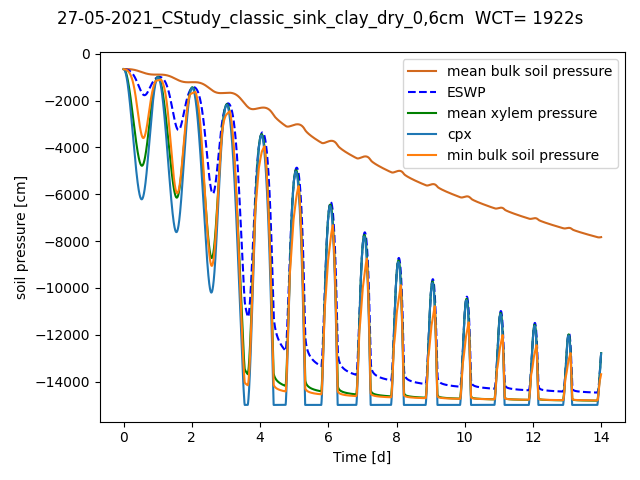 27-05-2021_CStudy_classic_sink_clay_dry_0,6cm  WCT= 1922s
mean bulk soil pressure
ESWP
mean xylem pressure
cpx
min bulk soil pressure
soil pressure [cm]
0
−2000
−4000
−6000
−8000
−10000
−12000
−14000
0 2 4 6 8 10 12 14
Time [d]